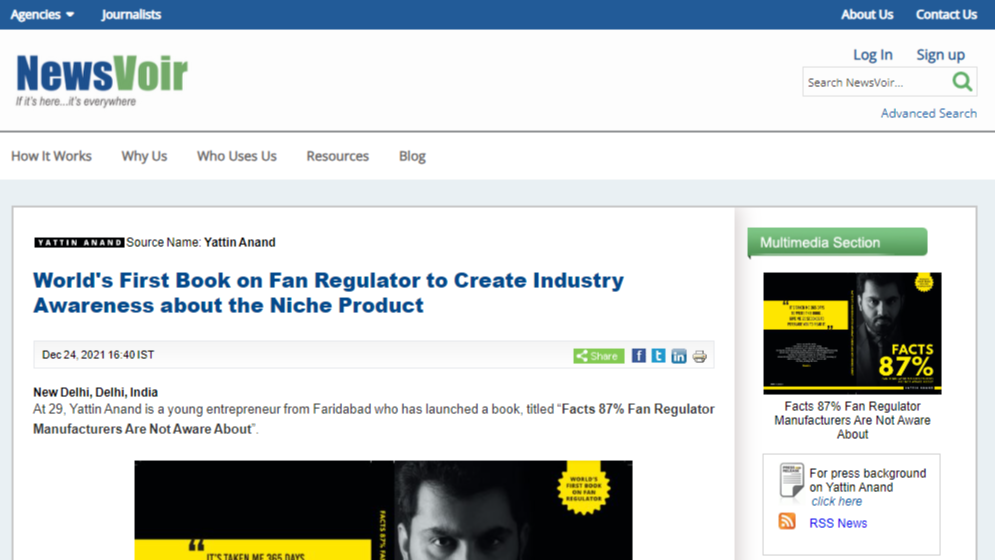 Agencies Journalists About Us Contact Us
NewsVoir
If it's here...it's everywhere
Log In Sign up
Search NewsVoir...
Advanced Search
How It Works Why Us Who Uses Us Resources Blog
YATTIN ANAND Source Name: Yattin Anand
World's First Book on Fan Regulator to Create Industry
Awareness about the Niche Product
Dec 24, 2021 16:40 IST
Share
New Delhi, Delhi, India
At 29, Yattin Anand is a young entrepreneur from Faridabad who has launched a book, titled “Facts 87% Fan Regulator
Manufacturers Are Not Aware About”.
WORLD'S
FIRST BOOK
ON FAN
REGULATOR
FACTS 87%
IT'S TAKEN ME 365 DAYS
Multimedia Section
FACTS
87%
Facts 87% Fan Regulator
Manufacturers Are Not Aware
About
For press background
on Yattin Anand
click here
RSS News